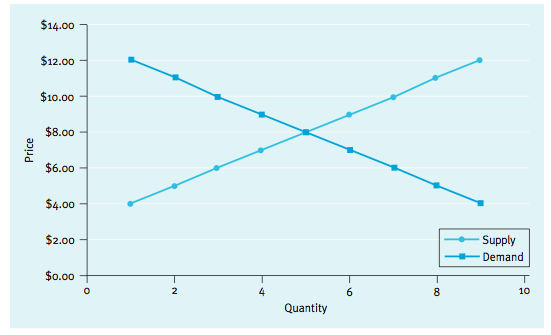 $14.00
$12.00
$10.00
$8.00
$6.00
$4.00
$2.00
$0.00
Price
0 2 4 6 8 10
Quantity
Supply
Demand